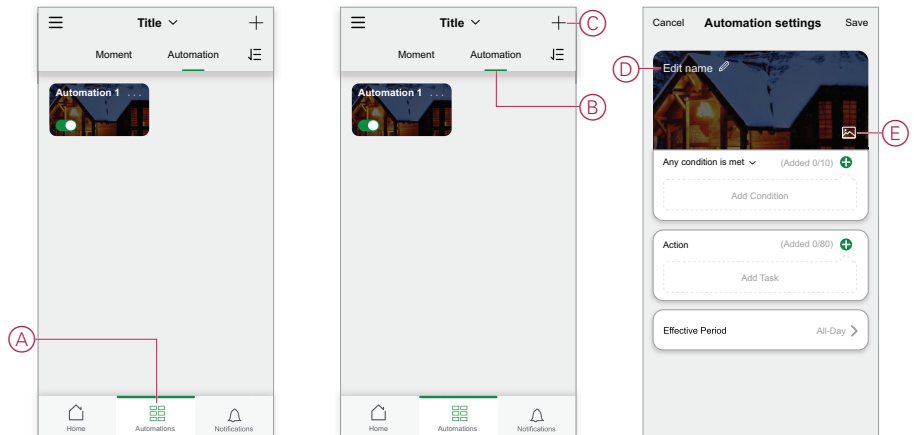 Title
Moment Automation
Automation 1 ...
A
Home Automations Notifications
Title
C
Moment Automation
B
Automation 1 ...
Home Automations Notifications
Cancel Automation settings Save
D
Edit name
E
Any condition is met (Added 0/10)
Add Condition
Action (Added 0/80)
Add Task
Effective Period All-Day